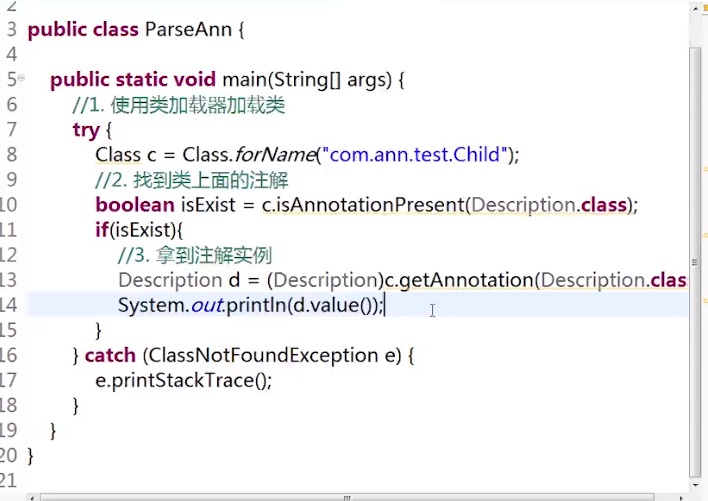 2
3 public class ParseAnn {
4
5 public static void main(String[] args) {
6 //1. 使用类加载器加载类
7 try {
8 Class c = Class.forName("com.ann.test.Child");
9 //2. 找到类上面的注解
10 boolean isExist = c.isAnnotationPresent(Description.class);
11 if(isExist){
12 //3. 拿到注解实例
13 Description d = (Description)c.getAnnotation(Description.clas
14 System.out.println(d.value());
15 }
16 } catch (ClassNotFoundException e) {
17 e.printStackTrace();
18 }
19 }
20 }
21